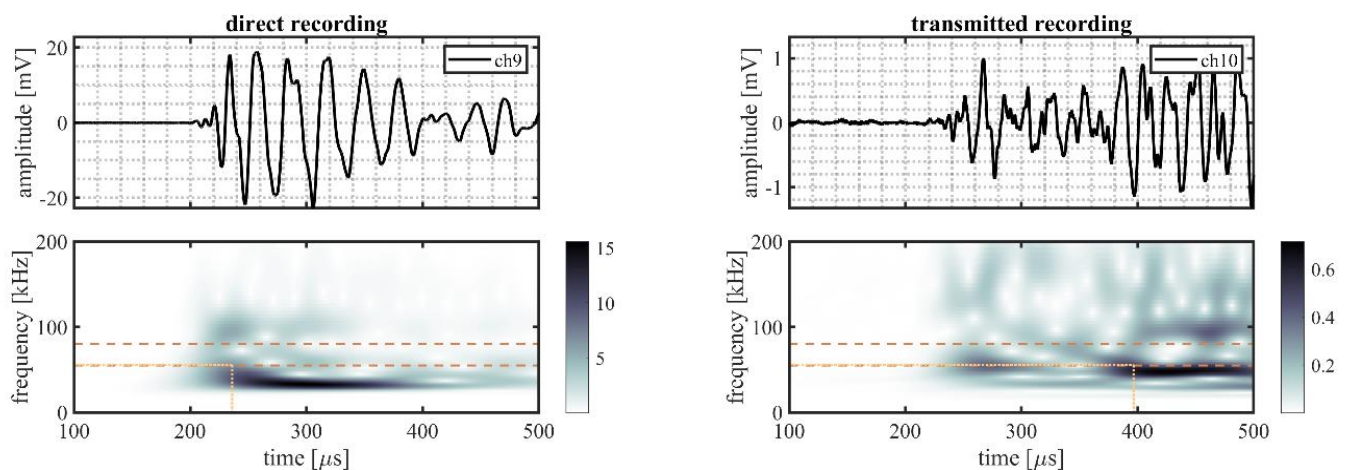 direct recording
transmitted recording
20
0
-20
amplitude [mV]
ch9
1
0
-1
amplitude [mV]
ch10
200
100
0
frequency [kHz]
100
200
300
400
500
time [μs]
15
10
5
200
100
0
frequency [kHz]
100
200
300
400
500
time [μs]
0.6
0.4
0.2